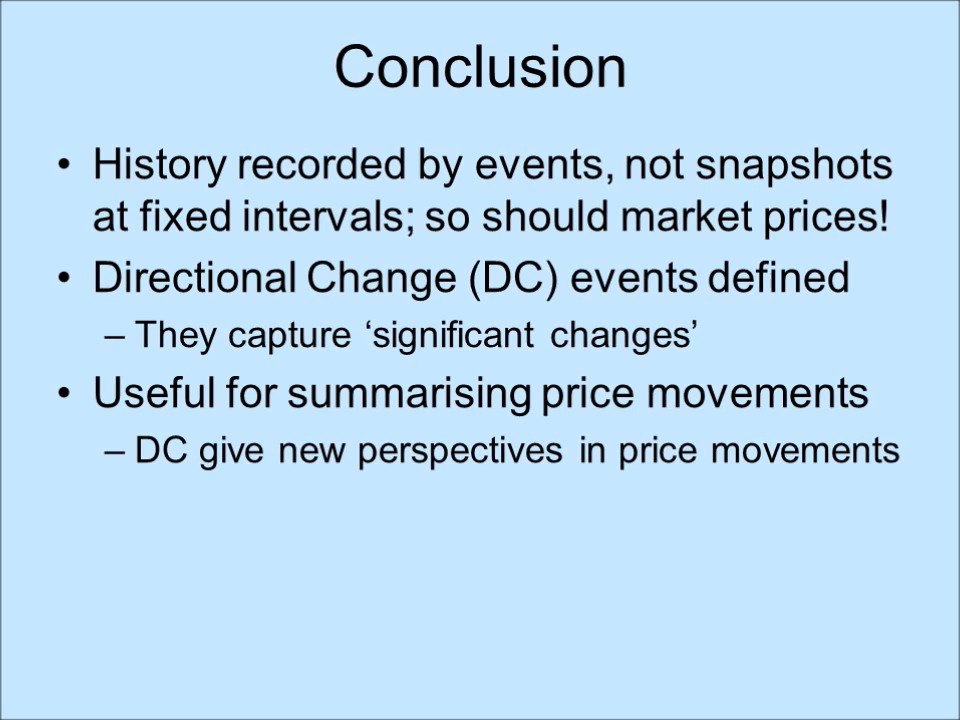 Conclusion
• History recorded by events, not snapshots
at fixed intervals; so should market prices!
• Directional Change (DC) events defined
– They capture ‘significant changes’
• Useful for summarising price movements
– DC give new perspectives in price movements